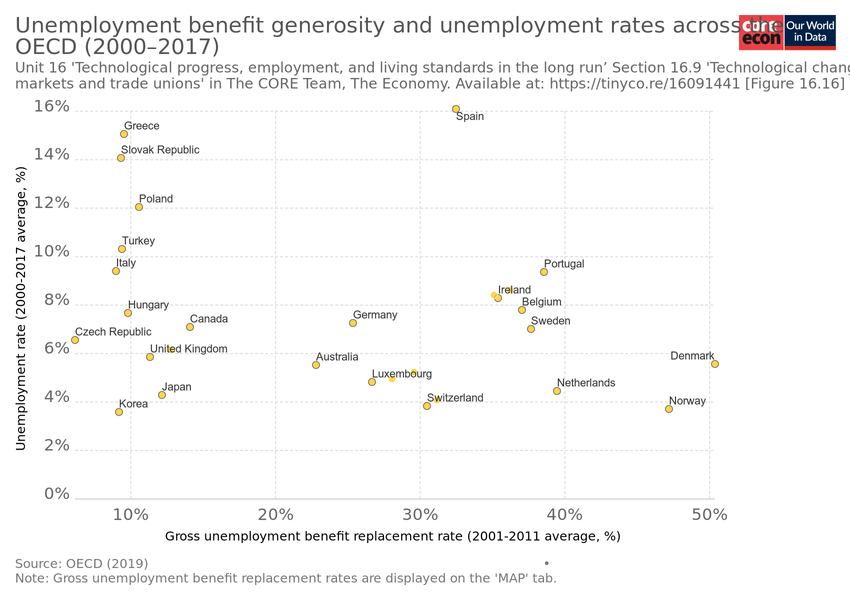 Unemployment benefit generosity and unemployment rates across the
OECD (2000–2017)
core
econ
Our World
in Data
Unit 16 'Technological progress, employment, and living standards in the long run’ Section 16.9 'Technological chang
markets and trade unions' in The CORE Team, The Economy. Available at: https://tinyco.re/16091441 [Figure 16.16]
16%
Spain
Greece
14%
Slovak Republic
12%
Poland
10%
Turkey
Italy
Portugal
8%
Ireland
Hungary
Belgium
Canada
Germany
Sweden
Czech Republic
6%
United Kingdom
Australia
Denmark
Luxembourg
Japan
Netherlands
4%
Korea
Switzerland
Norway
2%
0%
10%
20%
30%
40%
50%
Unemployment rate (2000-2017 average, %)
Gross unemployment benefit replacement rate (2001-2011 average, %)
Source: OECD (2019)
•
Note: Gross unemployment benefit replacement rates are displayed on the 'MAP' tab.